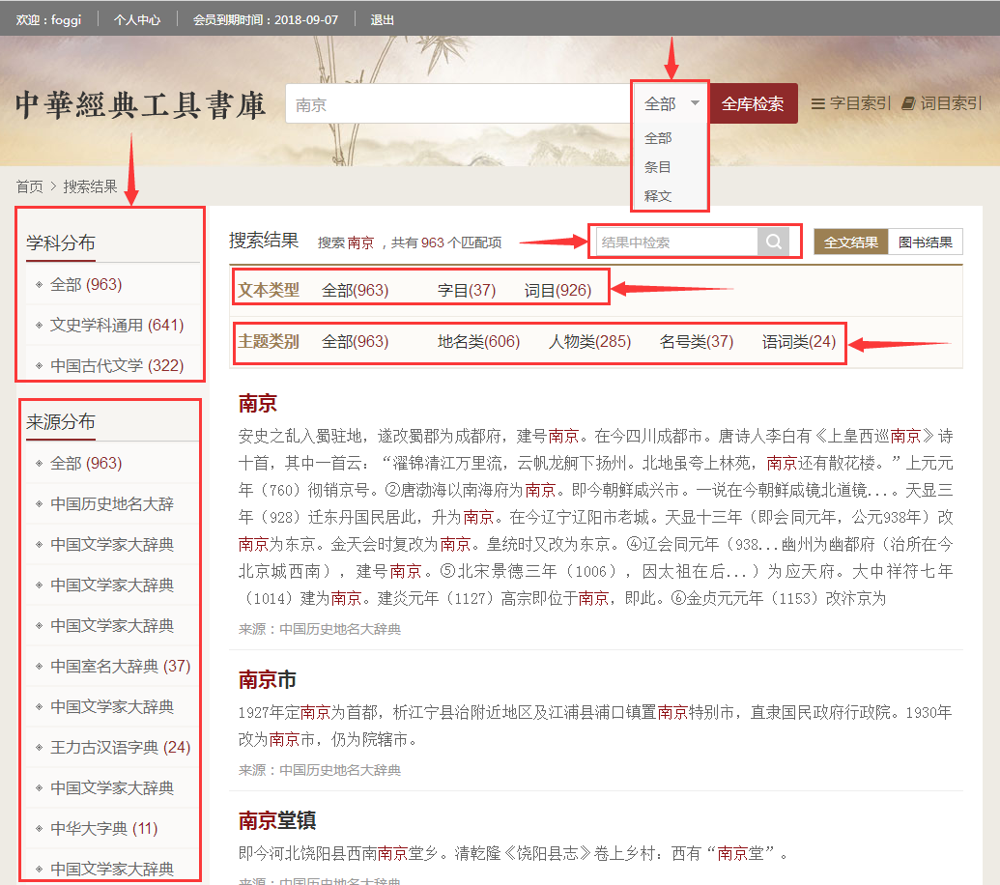 欢迎：foggi 个人中心 会员到期时间：2018-09-07 退出
中華經典工具書庫
南京
全部
全库检索
字目索引
词目索引
全部
条目
释文
首页 > 搜索结果
学科分布
全部 (963)
文史学科通用 (641)
中国古代文学 (322)
来源分布
全部 (963)
中国历史地名大辞
中国文学家大辞典
中国文学家大辞典
中国文学家大辞典
中国室名大辞典 (37)
中国文学家大辞典
王力古汉语字典 (24)
中国文学家大辞典
中华大字典 (11)
中国文学家大辞典
搜索结果 搜索南京 ，共有 963 个匹配项
结果中检索
全文结果 图书结果
文本类型 全部(963) 字目(37) 词目(926)
主题类别 全部(963) 地名类(606) 人物类(285) 名号类(37) 语词类(24)
南京
安史之乱入蜀驻地，遂改蜀郡为成都府，建号南京。在今四川成都市。唐诗人李白有《上皇西巡南京》诗
十首，其中一首云：“濯锦清江万里流，云帆龙舸下扬州。北地虽夸上林苑，南京还有散花楼。”上元元
年（760）彻销京号。②唐渤海以南海府为南京。即今朝鲜咸兴市。一说在今朝鲜咸镜北道镜...。天显三
年（928）迁东丹国民居此，升为南京。在今辽宁辽阳市老城。天显十三年（即会同元年，公元938年）改
南京为东京。金天会时复改为南京。皇统时又改为东京。④辽会同元年（938...幽州为幽都府（治所在今
北京城西南），建号南京。⑤北宋景德三年（1006），因太祖在后...）为应天府。大中祥符七年
（1014）建为南京。建炎元年（1127）高宗即位于南京，即此。⑥金贞元元年（1153）改汴京为
来源：中国历史地名大辞典
南京市
1927年定南京为首都，析江宁县治附近地区及江浦县浦口镇置南京特别市，直隶国民政府行政院。1930年
改为南京市，仍为院辖市。
来源：中国历史地名大辞典
南京堂镇
即今河北饶阳县西南南京堂乡。清乾隆《饶阳县志》卷上乡村：西有“南京堂”。
来源：中国历史地名大辞典